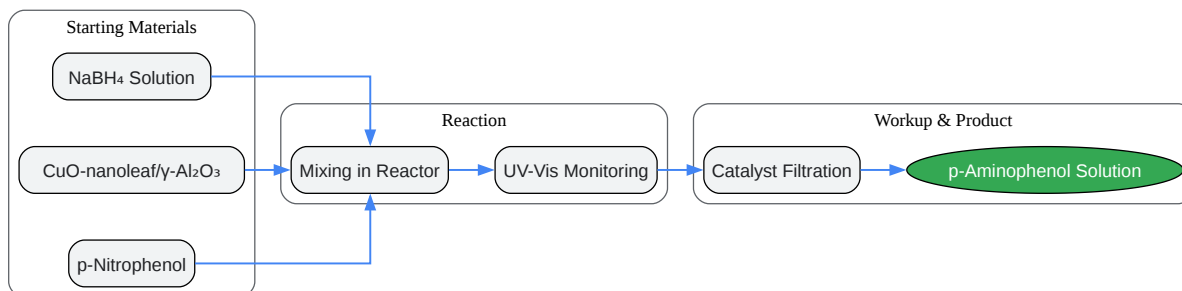 Starting Materials
NaBH₄ Solution
CuO-nanoleaf/γ-Al₂O₃
p-Nitrophenol
Reaction
Mixing in Reactor
UV-Vis Monitoring
Workup & Product
Catalyst Filtration
p-Aminophenol Solution